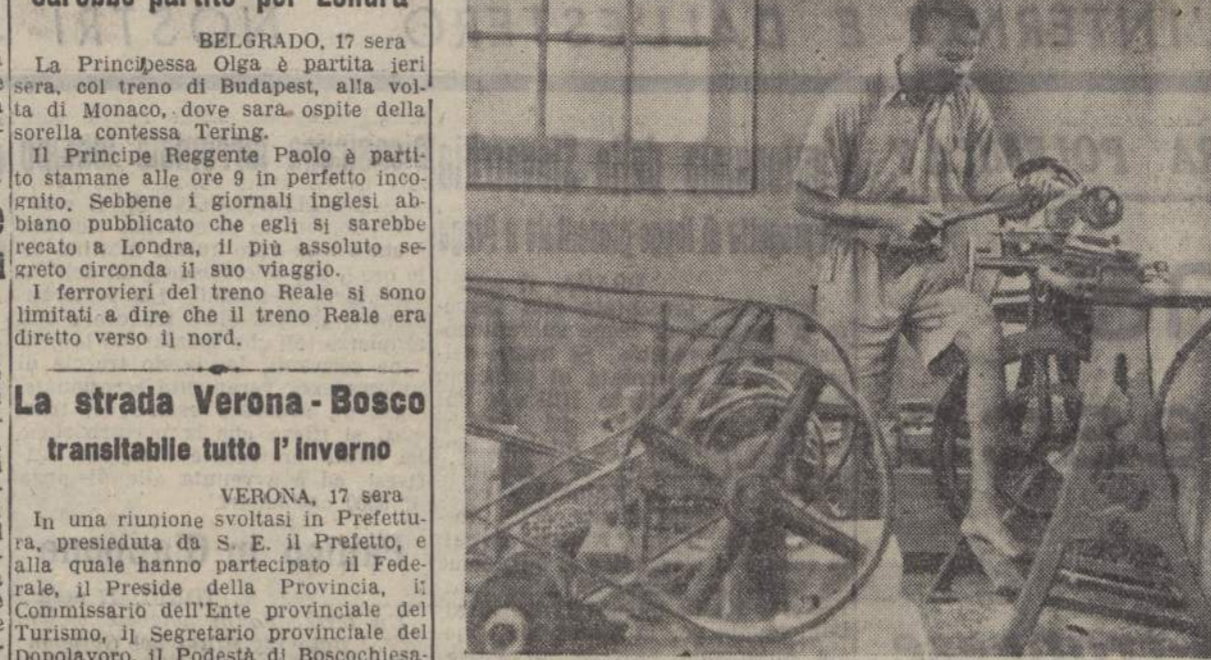 sarebbe partito per Londra
BELGRADO, 17 sera
La Principessa Olga è partita jeri
sera, col treno di Budapest, alla vol-
ta di Monaco, dove sara ospite della
sorella contessa Tering.
Il Principe Reggente Paolo è parti-
to stamane alle ore 9 in perfetto inco-
gnito. Sebbene i giornali inglesi ab-
biano pubblicato che egli si sarebbe
recato a Londra, il più assoluto se-
greto circonda il suo viaggio.
I ferrovieri del treno Reale si sono
limitati a dire che il treno Reale era
diretto verso il nord.
La strada Verona - Bosco
transitabile tutto l'inverno
VERONA, 17 sera
In una riunione svoltasi in Prefettu-
ra, presieduta da S. E. il Prefetto, e
alla quale hanno partecipato il Fede-
rale, il Preside della Provincia, il
Commissario dell'Ente provinciale del
Turismo, il Segretario provinciale del
Dopolavoro, il Podestà di Boscochiesa-